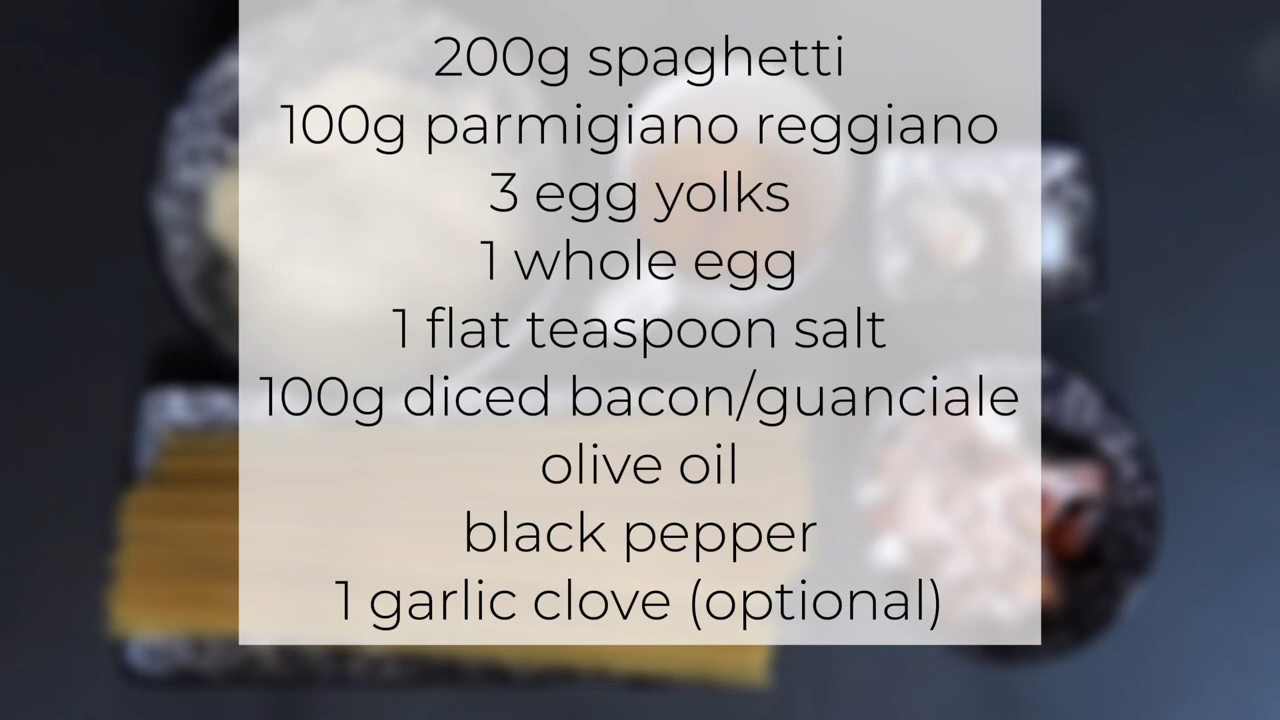 200g spaghetti
100g parmigiano reggiano
3 egg yolks
1 whole egg
1 flat teaspoon salt
100g diced bacon/guanciale
olive oil
black pepper
1 garlic clove (optional)